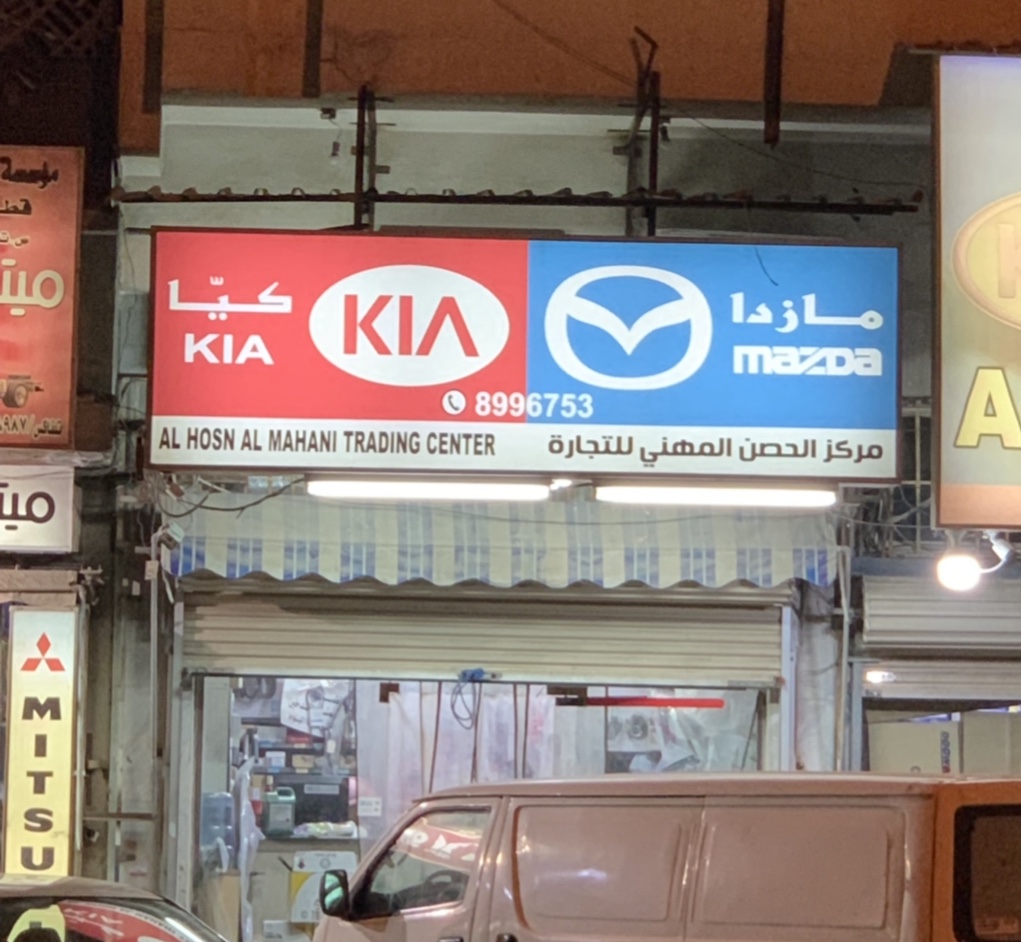 كيّا
KIA
KIA
مازدا
mazda
8996753
AL HOSN AL MAHANI TRADING CENTER
مركز الحصن المهني للتجارة
MITSU
A